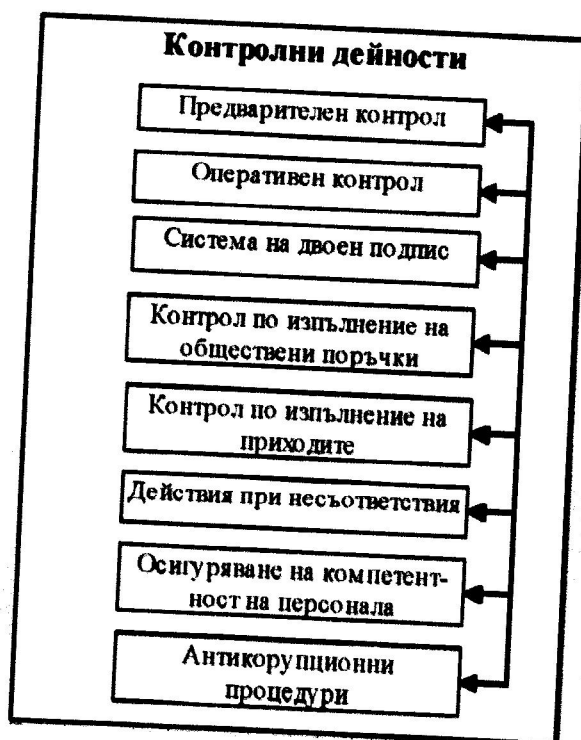 Контролни дейности
Предварителен контрол
Оперативен контрол
Система на двоен подпис
Контрол по изпълнение на
обществени поръчки
Контрол по изпълнение на
приходите
Действия при несъответствия
Осигуряване на компетент-
ност на персонала
Антикорупционни
процедури